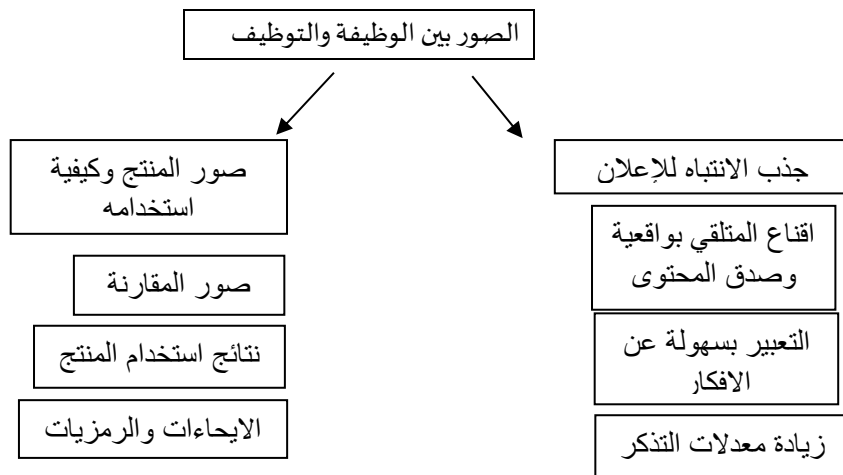 الصور بين الوظيفة والتوظيف
جذب الانتباه للإعلان
اقناع المتلقي بواقعية
وصدق المحتوى
التعبير بسهولة عن
الافكار
زيادة معدلات التذكر
صور المنتج وكيفية
استخدامه
صور المقارنة
نتائج استخدام المنتج
الايحاءات والرمزيات